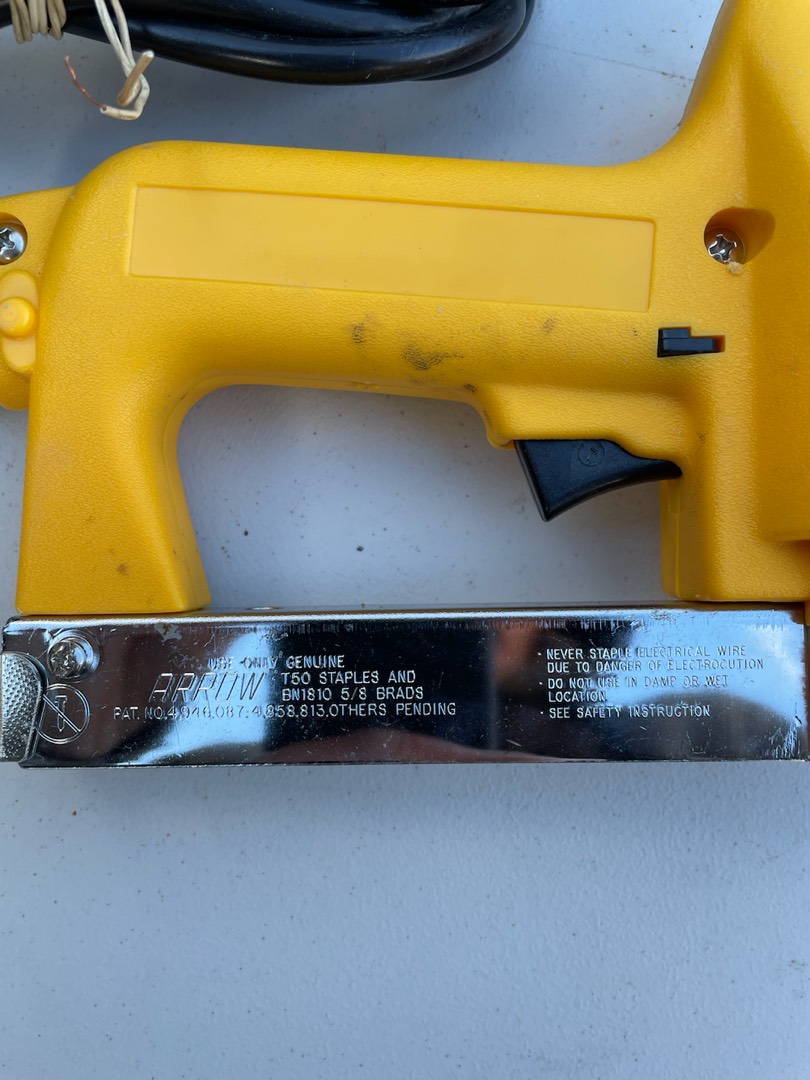 USE ONLY GENUINE
ARROW T50 STAPLES AND
BN1810 5/8 BRADS
PAT. NO.4,946,087;4,858,813.OTHERS PENDING
· NEVER STAPLE ELECTRICAL WIRE
DUE TO DANGER OF ELECTROCUTION
· DO NOT USE IN DAMP OR WET
LOCATION
· SEE SAFETY INSTRUCTION